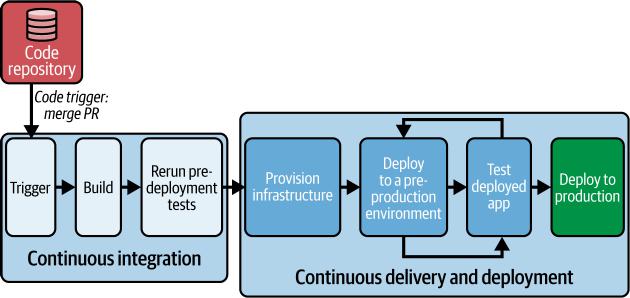 Code
repository
Code trigger:
merge PR
Trigger
Build
Rerun pre-
deployment
tests
Continuous integration
Provision
infrastructure
Deploy
to a pre-
production
environment
Test
deployed
app
Deploy to
production
Continuous delivery and deployment